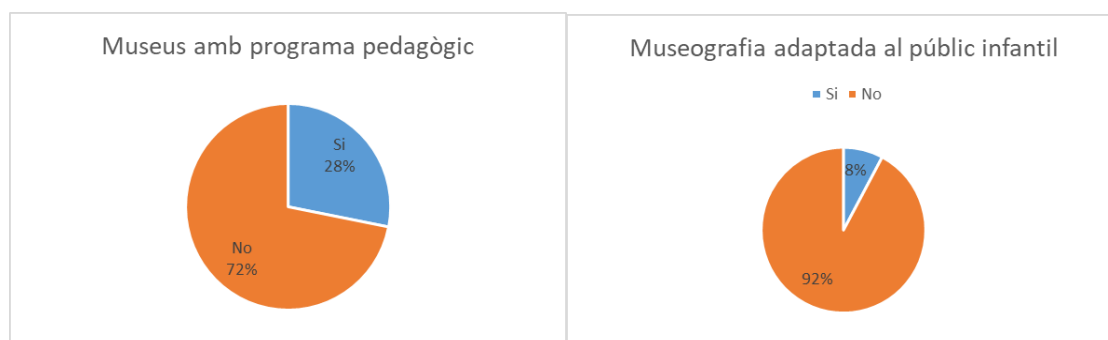 Museus amb programa pedagògic
Si
28%
No
72%
Museografia adaptada al públic infantil
Si No
8%
92%